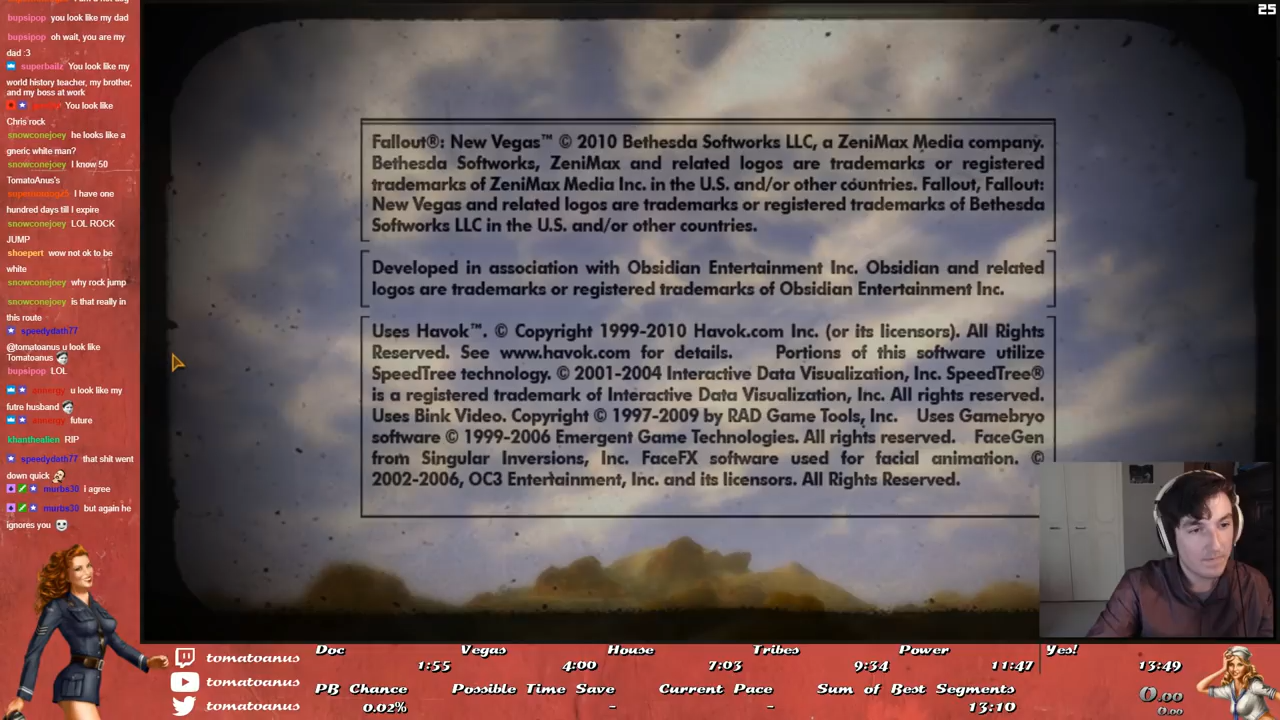 bupsipop you look like my dad
bupsipop oh wait, you are my
dad :3
superbailz You look like my
world history teacher, my brother,
and my boss at work
You look like
Chris rock
snowconejoey he looks like a
gneric white man?
snowconejoey I know 50
TomatoAnus's
I have one
hundred days till I expire
snowconejoey LOL ROCK
JUMP
shoepert wow not ok to be
white
snowconejoey why rock jump
snowconejoey is that really in
this route
speedydath77
@tomatoanus u look like
Tomatoanus
bupsipop LOL
annergy u look like my
futre husband
annergy future
khanthealien RIP
speedydath77 that shit went
down quick
murbs30 i agree
murbs30 but again he
ignores you
25
Fallout®: New Vegas™ © 2010 Bethesda Softworks LLC, a ZeniMax Media company.
Bethesda Softworks, ZeniMax and related logos are trademarks or registered
trademarks of ZeniMax Media Inc. in the U.S. and/or other countries. Fallout, Fallout:
New Vegas and related logos are trademarks or registered trademarks of Bethesda
Softworks LLC in the U.S. and/or other countries.
Developed in association with Obsidian Entertainment Inc. Obsidian and related
logos are trademarks or registered trademarks of Obsidian Entertainment Inc.
Uses Havok™. © Copyright 1999-2010 Havok.com Inc. (or its licensors). All Rights
Reserved. See www.havok.com for details. Portions of this software utilize
SpeedTree technology. © 2001-2004 Interactive Data Visualization, Inc. SpeedTree®
is a registered trademark of Interactive Data Visualization, Inc. All rights reserved.
Uses Bink Video. Copyright © 1997-2009 by RAD Game Tools, Inc. Uses Gamebryo
software © 1999-2006 Emergent Game Technologies. All rights reserved. FaceGen
from Singular Inversions, Inc. FaceFX software used for facial animation. ©
2002-2006, OC3 Entertainment, Inc. and its licensors. All Rights Reserved.
tomatoanus
tomatoanus
tomatoanus
Doc Vegas House Tribes Power Yes!
1:55 4:00 7:03 9:34 11:47 13:49
PB Chance Possible Time Save Current Pace Sum of Best Segments
0.02% - - 13:10
0.00
0.00